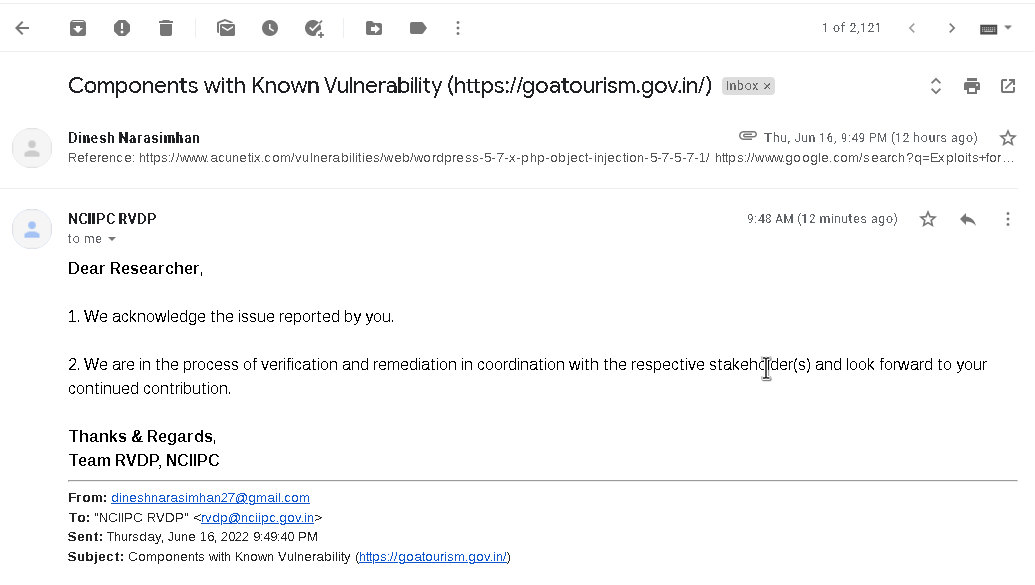 1 of 2,121
Components with Known Vulnerability (https://goatourism.gov.in/) Inbox ×
Dinesh Narasimhan Thu, Jun 16, 9:49 PM (12 hours ago)
Reference: https://www.acunetix.com/vulnerabilities/web/wordpress-5-7-x-php-object-injection-5-7-5-7-1/ https://www.google.com/search?q=Exploits+for...
NCIIPC RVDP 9:48 AM (12 minutes ago)
to me
Dear Researcher,
1. We acknowledge the issue reported by you.
2. We are in the process of verification and remediation in coordination with the respective stakeholder(s) and look forward to your
continued contribution.
Thanks & Regards,
Team RVDP, NCIIPC
From: dineshnarasimhan27@gmail.com
To: "NCIIPC RVDP" <rvdp@nciipc.gov.in>
Sent: Thursday, June 16, 2022 9:49:40 PM
Subject: Components with Known Vulnerability (https://goatourism.gov.in/)